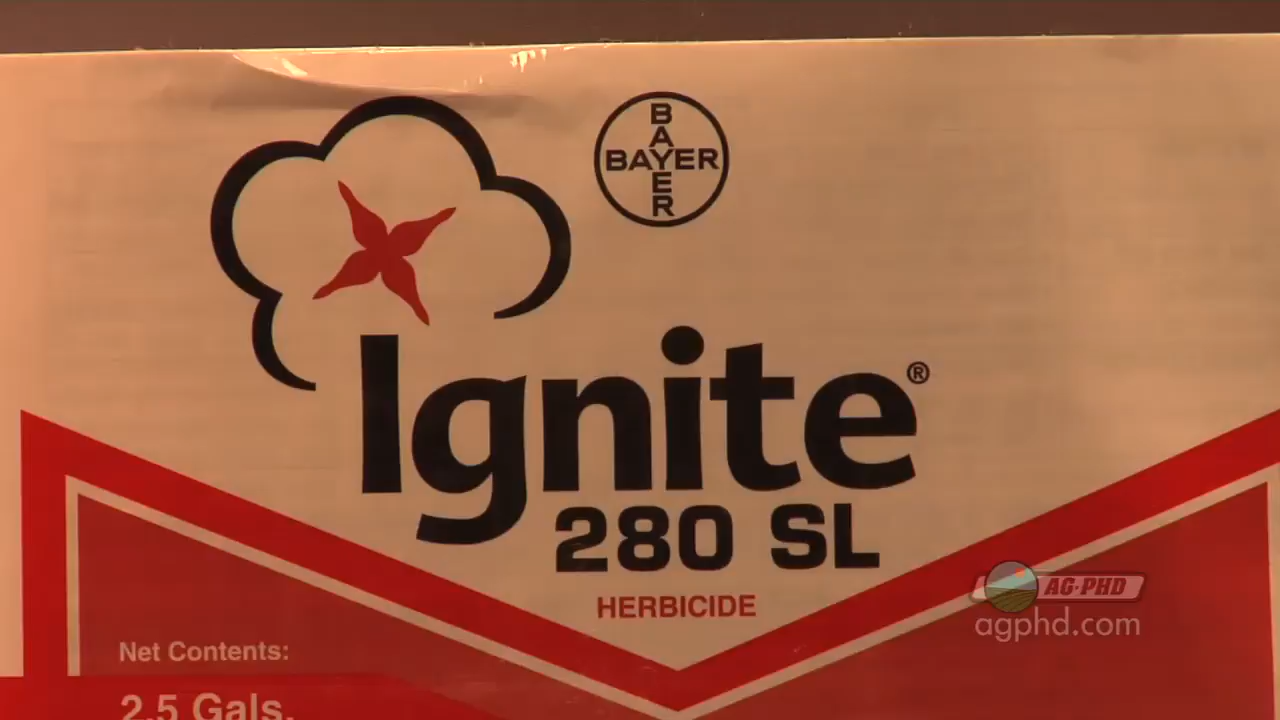 BAYER
BAYER
Ignite®
280 SL
HERBICIDE
Net Contents:
2.5 Gals.
AG·PHD
agphd.com